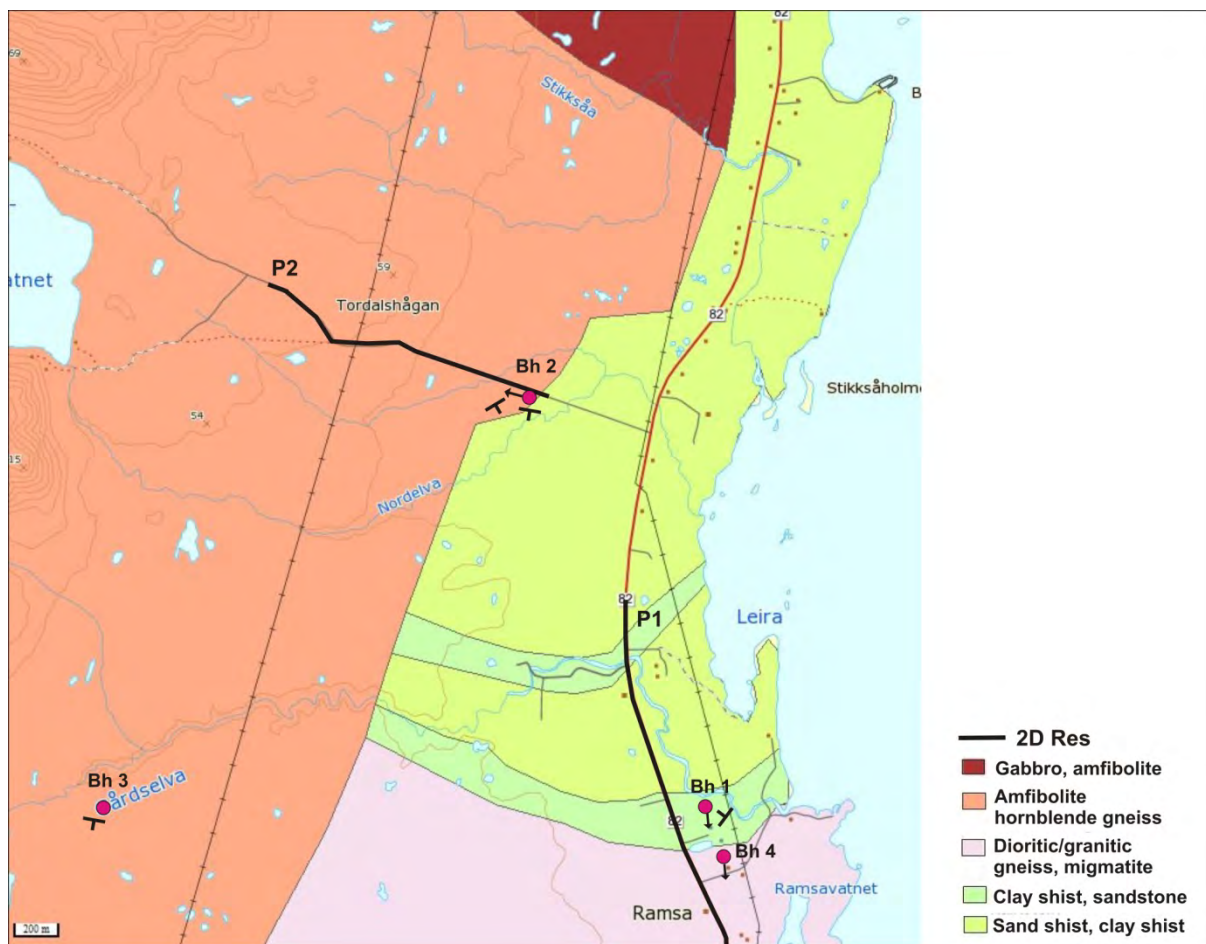 82
69
Stikksåa
B
P2
59
atnet
Tordalshågan
82
Bh 2
Stikksåholme
54
15
Nordelva
82
P1
Leira
Bh 3
årdselva
Bh 1
82
Bh 4
Ramsavatnet
Ramsa
200 m
2D Res
Gabbro, amfibolite
Amfibolite
hornblende gneiss
Dioritic/granitic
gneiss, migmatite
Clay shist, sandstone
Sand shist, clay shist